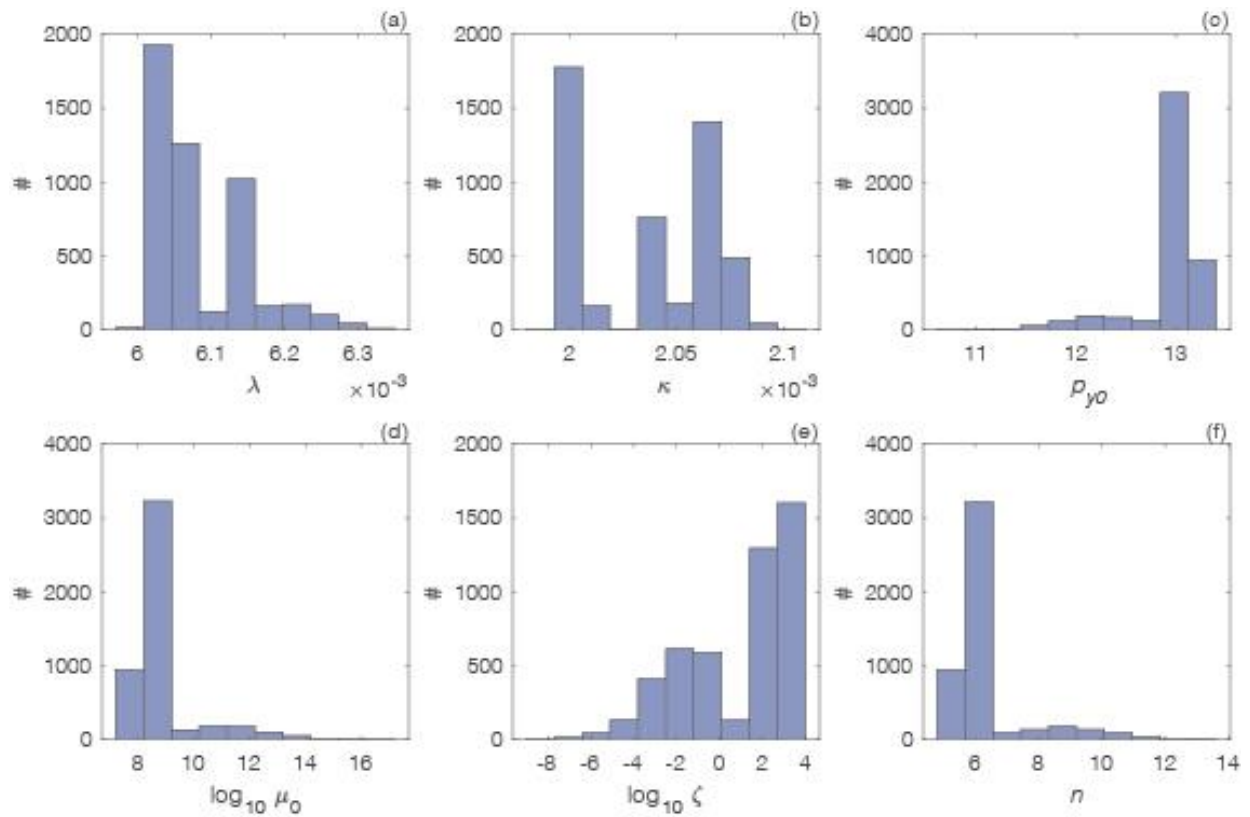 (a)
2000
1500
1000
500
0
#
6 6.1 6.2 6.3
×10⁻³
λ
(b)
2000
1500
1000
500
0
#
2 2.05 2.1
×10⁻³
κ
(c)
4000
3000
2000
1000
0
#
11 12 13
p_yo
(d)
4000
3000
2000
1000
0
#
8 10 12 14 16
log₁₀ μ₀
(e)
2000
1500
1000
500
0
#
-8 -6 -4 -2 0 2 4
log₁₀ ζ
(f)
4000
3000
2000
1000
0
#
6 8 10 12 14
n